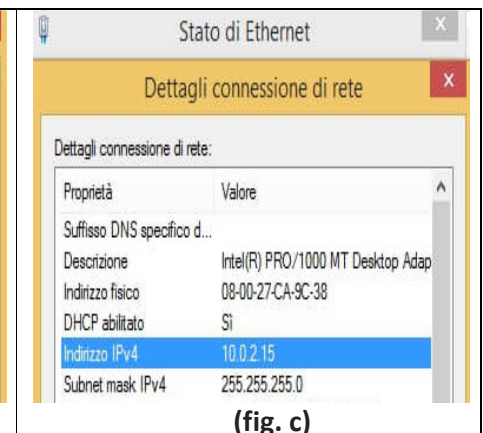 Stato di Ethernet
X
Dettagli connessione di rete
x
Dettagli connessione di rete:
Proprietà Valore
Suffisso DNS specifico d...
Descrizione Intel(R) PRO/1000 MT Desktop Adap
Indirizzo fisico 08-00-27-CA-9C-38
DHCP abilitato Sì
Indirizzo IPv4 10.0.2.15
Subnet mask IPv4 255.255.255.0
(fig. c)